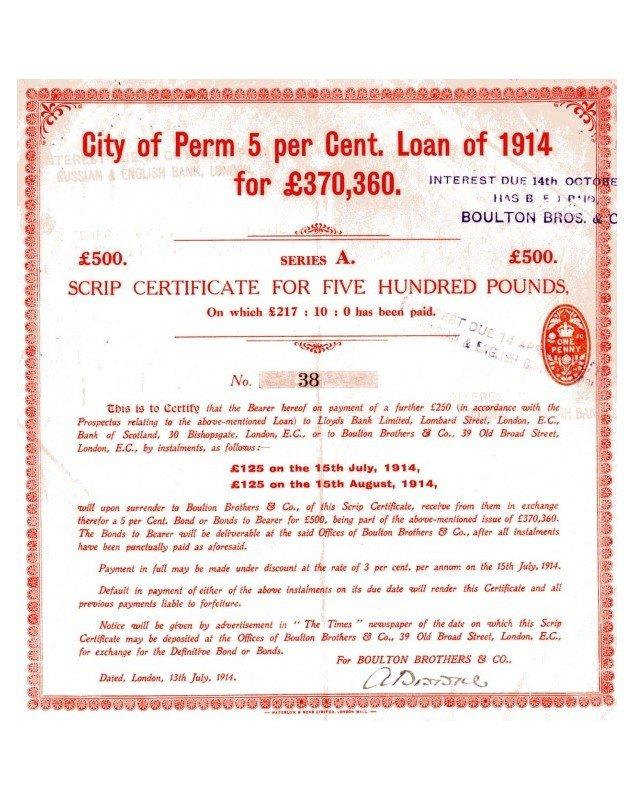 City of Perm 5 per Cent. Loan of 1914
for £370,360.
RUSSIAN & ENGLISH BANK, LONDON.
INTEREST DUE 14th OCTOBE
HAS BEEN PAID
BOULTON BROS. & C
£500. SERIES A. £500.
SCRIP CERTIFICATE FOR FIVE HUNDRED POUNDS,
On which £217 : 10 : 0 has been paid.
ONE
PENNY
No. 38
This is to Certify that the Bearer hereof on payment of a further £250 (in accordance with the
Prospectus relating to the above-mentioned Loan) to Lloyds Bank Limited, Lombard Street, London, E.C.,
Bank of Scotland, 30 Bishopsgate, London, E.C., or to Boulton Brothers & Co., 39 Old Broad Street,
London, E.C., by instalments, as follows:—
£125 on the 15th July, 1914,
£125 on the 15th August, 1914,
will upon surrender to Boulton Brothers & Co., of this Scrip Certificate, receive from them in exchange
therefor a 5 per Cent. Bond or Bonds to Bearer for £500, being part of the above-mentioned issue of £370,360.
The Bonds to Bearer will be deliverable at the said Offices of Boulton Brothers & Co., after all instalments
have been punctually paid as aforesaid.
Payment in full may be made under discount at the rate of 3 per cent. per annum on the 15th July, 1914.
Default in payment of either of the above instalments on its due date will render this Certificate and all
previous payments liable to forfeiture.
Notice will be given by advertisement in "The Times" newspaper of the date on which this Scrip
Certificate may be deposited at the Offices of Boulton Brothers & Co., 39 Old Broad Street, London, E.C.,
for exchange for the Definitive Bond or Bonds.
For BOULTON BROTHERS & CO.,
Dated, London, 13th July, 1914.
WATERLOW & SONS LIMITED, LONDON WALL.